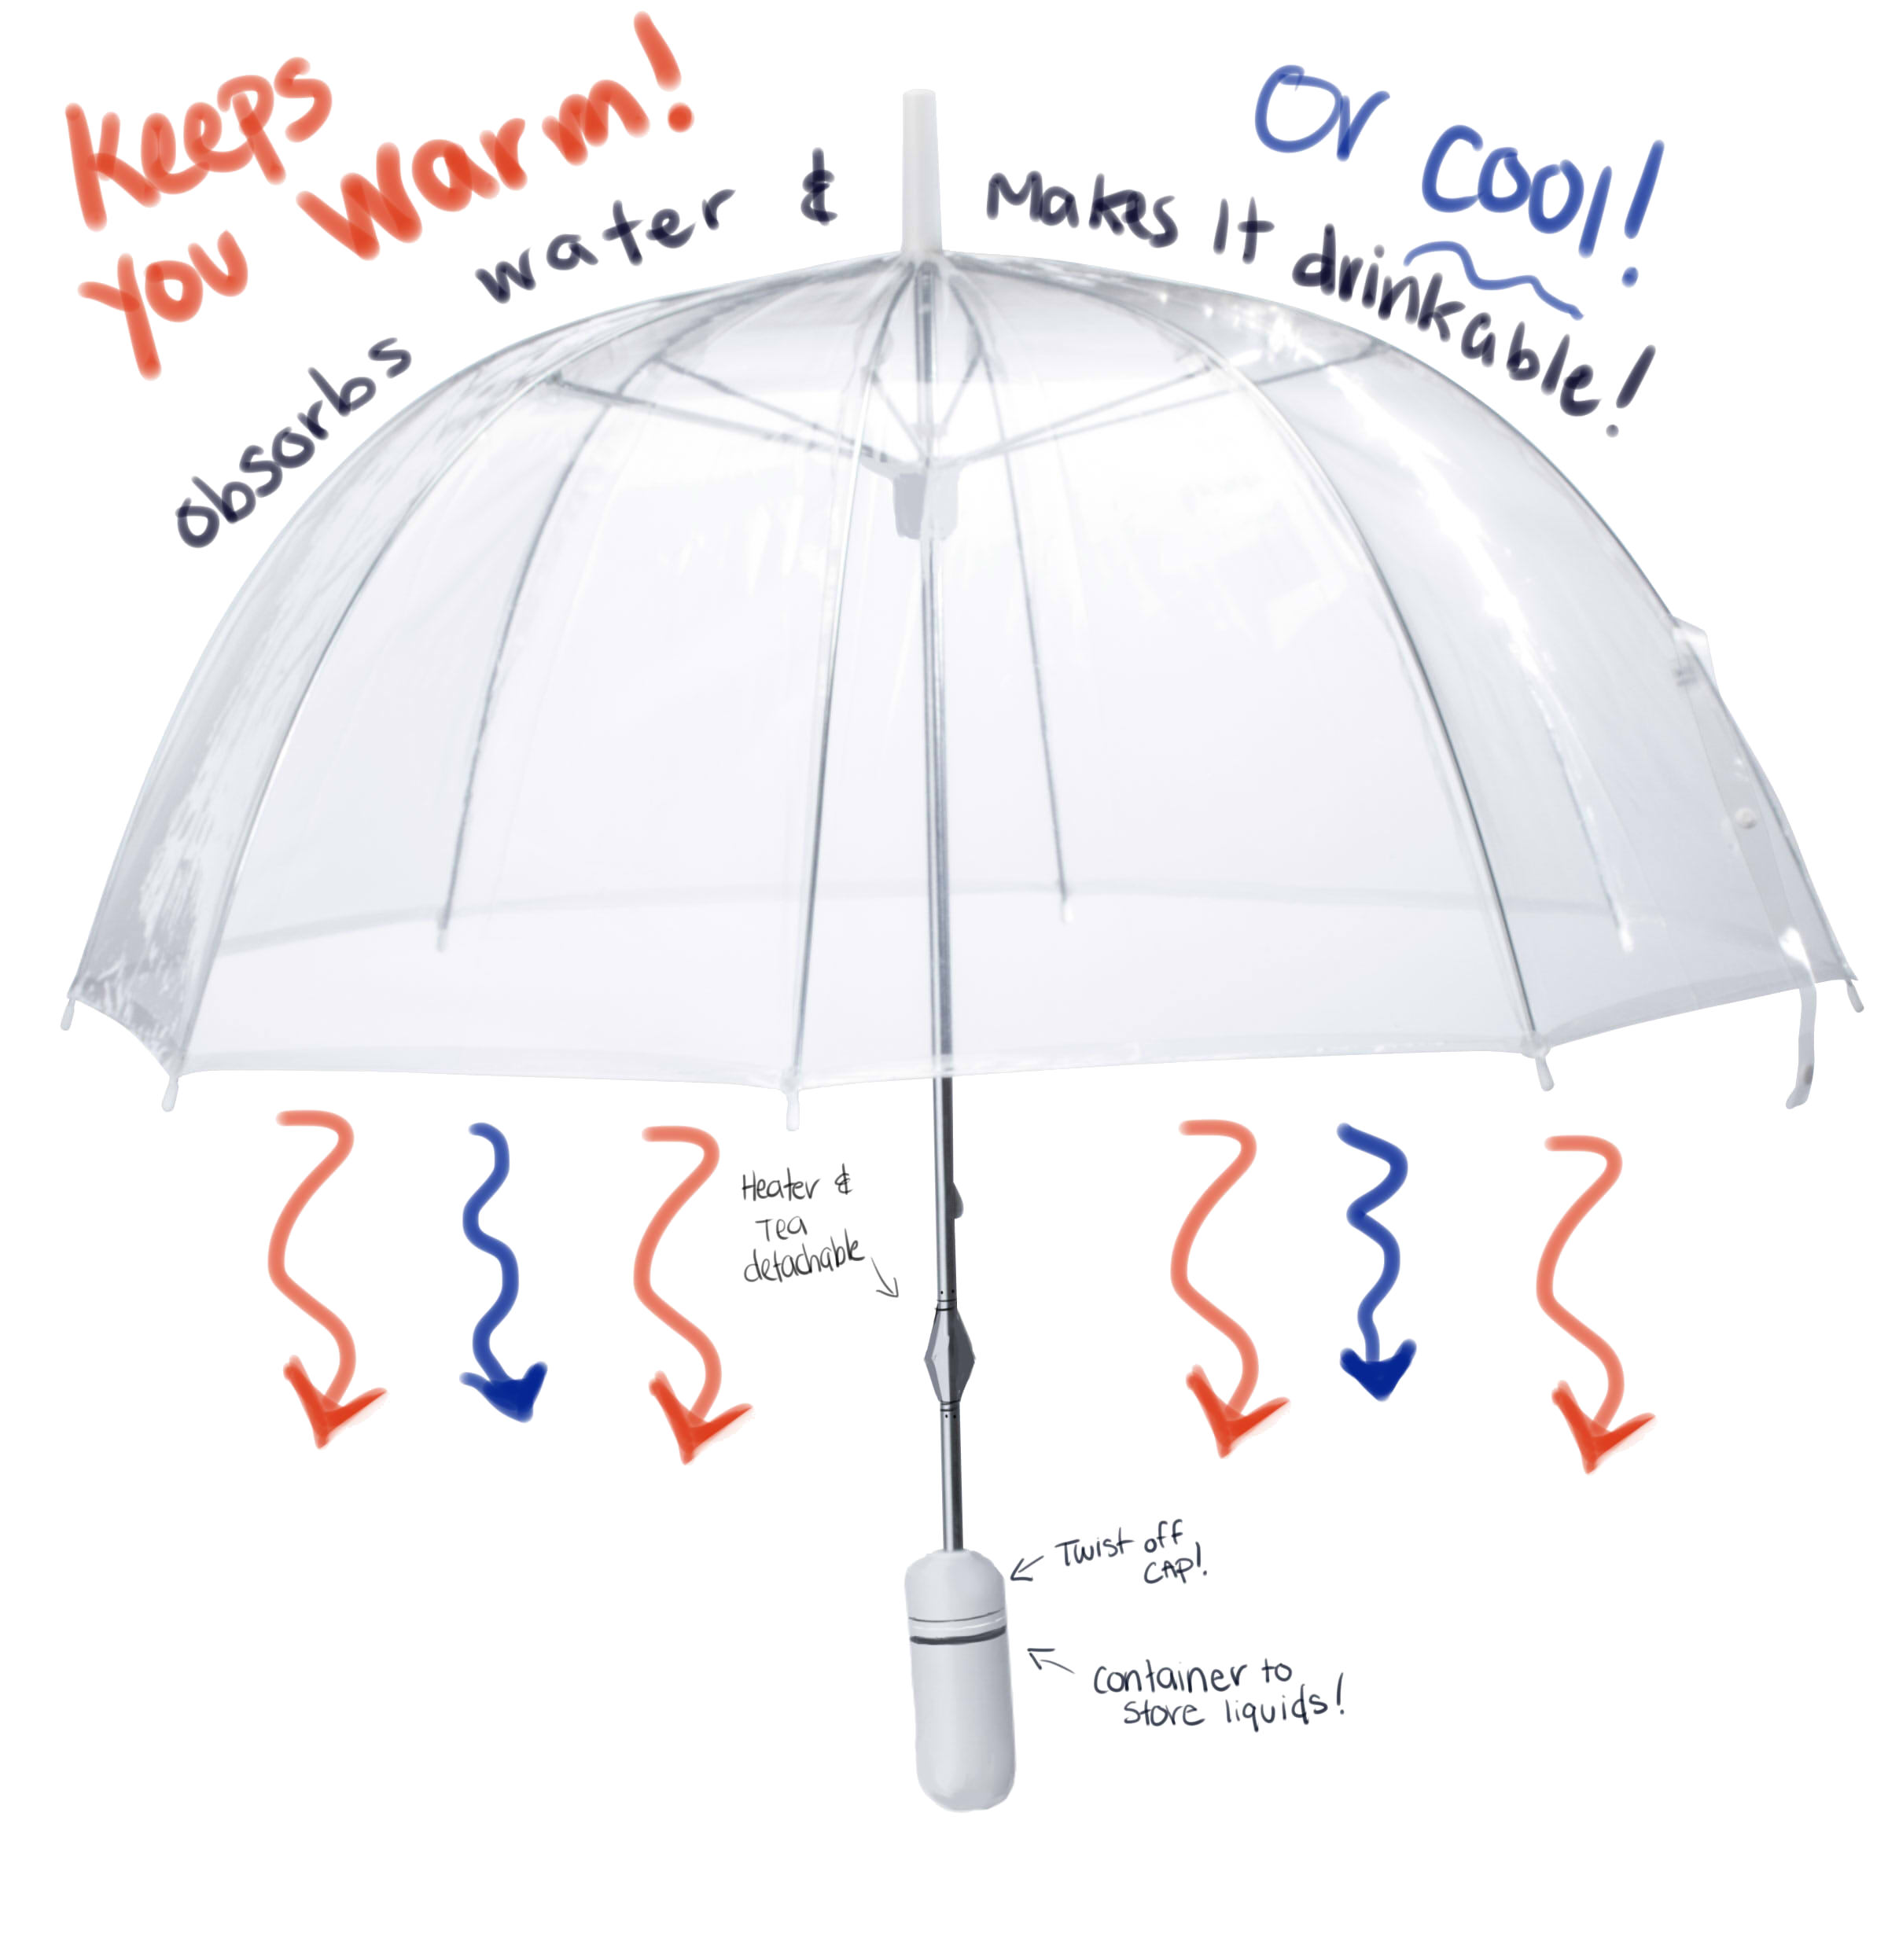 Keeps
you warm!
Or cool!
absorbs water & Makes It drinkable!
Heater &
Tea
detachable
Twist off
CAP!
container to
store liquids!